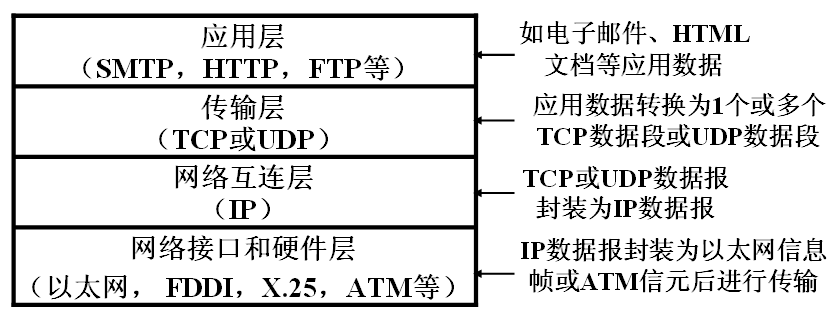 应用层
（SMTP，HTTP，FTP等）
如电子邮件、HTML
文档等应用数据
传输层
（TCP或UDP）
应用数据转换为1个或多个
TCP数据段或UDP数据段
网络互连层
（IP）
TCP或UDP数据报
封装为IP数据报
网络接口和硬件层
（以太网， FDDI，X.25，ATM等）
IP数据报封装为以太网信息
帧或ATM信元后进行传输